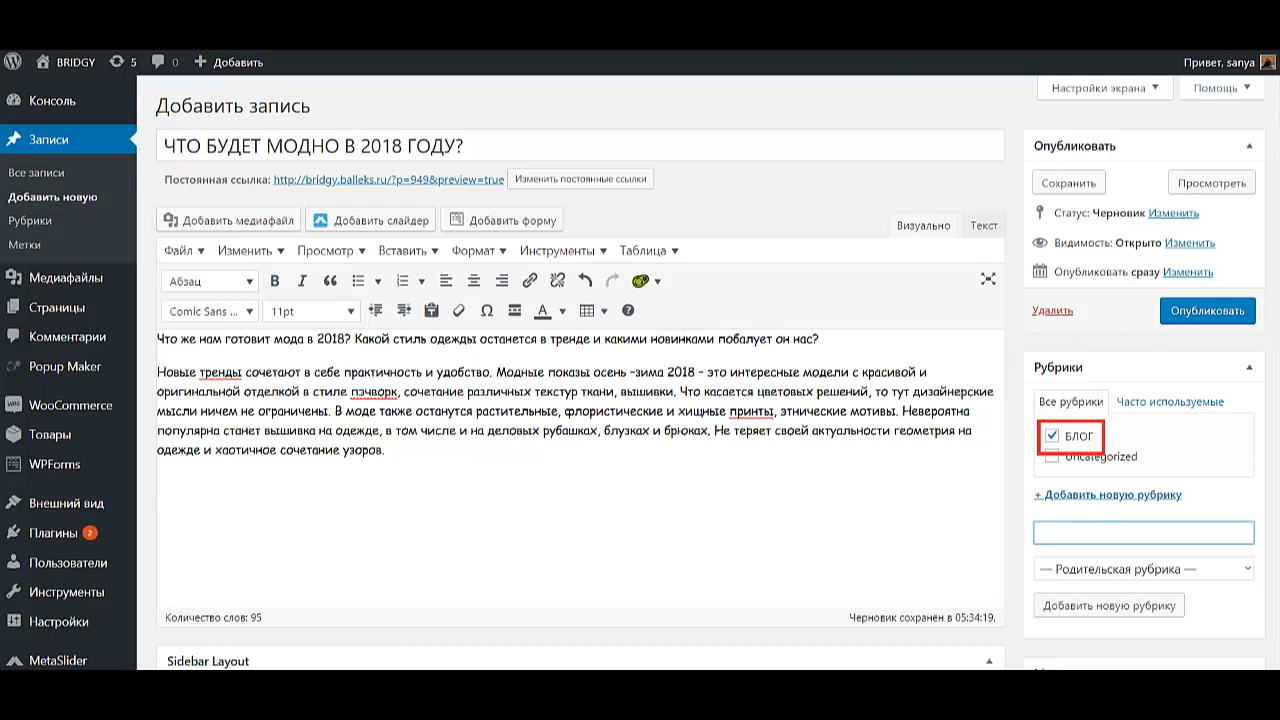 BRIDGY 5 0 Добавить Привет, sanya
Настройки экрана Помощь
Консоль
Записи
Все записи
Добавить новую
Рубрики
Метки
Медиафайлы
Страницы
Комментарии
Popup Maker
WooCommerce
Товары
WPForms
Внешний вид
Плагины 2
Пользователи
Инструменты
Настройки
MetaSlider
Добавить запись
ЧТО БУДЕТ МОДНО В 2018 ГОДУ?
Постоянная ссылка: http://bridgy.balleks.ru/?p=949&preview=true Изменить постоянные ссылки
Добавить медиафайл Добавить слайдер Добавить форму
Визуально Текст
Файл Изменить Просмотр Вставить Формат Инструменты Таблица
Абзац
Comic Sans ... 11pt
Что же нам готовит мода в 2018? Какой стиль одежды останется в тренде и какими новинками побалует он нас?
Новые тренды сочетают в себе практичность и удобство. Модные показы осень –зима 2018 – это интересные модели с красивой и
оригинальной отделкой в стиле пэчворк, сочетание различных текстур ткани, вышивки. Что касается цветовых решений, то тут дизайнерские
мысли ничем не ограничены. В моде также останутся растительные, флористические и хищные принты, этнические мотивы. Невероятна
популярна станет вышивка на одежде, в том числе и на деловых рубашках, блузках и брюках. Не теряет своей актуальности геометрия на
одежде и хаотичное сочетание узоров.
Количество слов: 95 Черновик сохранён в 05:34:19.
Sidebar Layout
Опубликовать
Сохранить Просмотреть
Статус: Черновик Изменить
Видимость: Открыто Изменить
Опубликовать сразу Изменить
Удалить Опубликовать
Рубрики
Все рубрики Часто используемые
БЛОГ
Uncategorized
+ Добавить новую рубрику
— Родительская рубрика —
Добавить новую рубрику